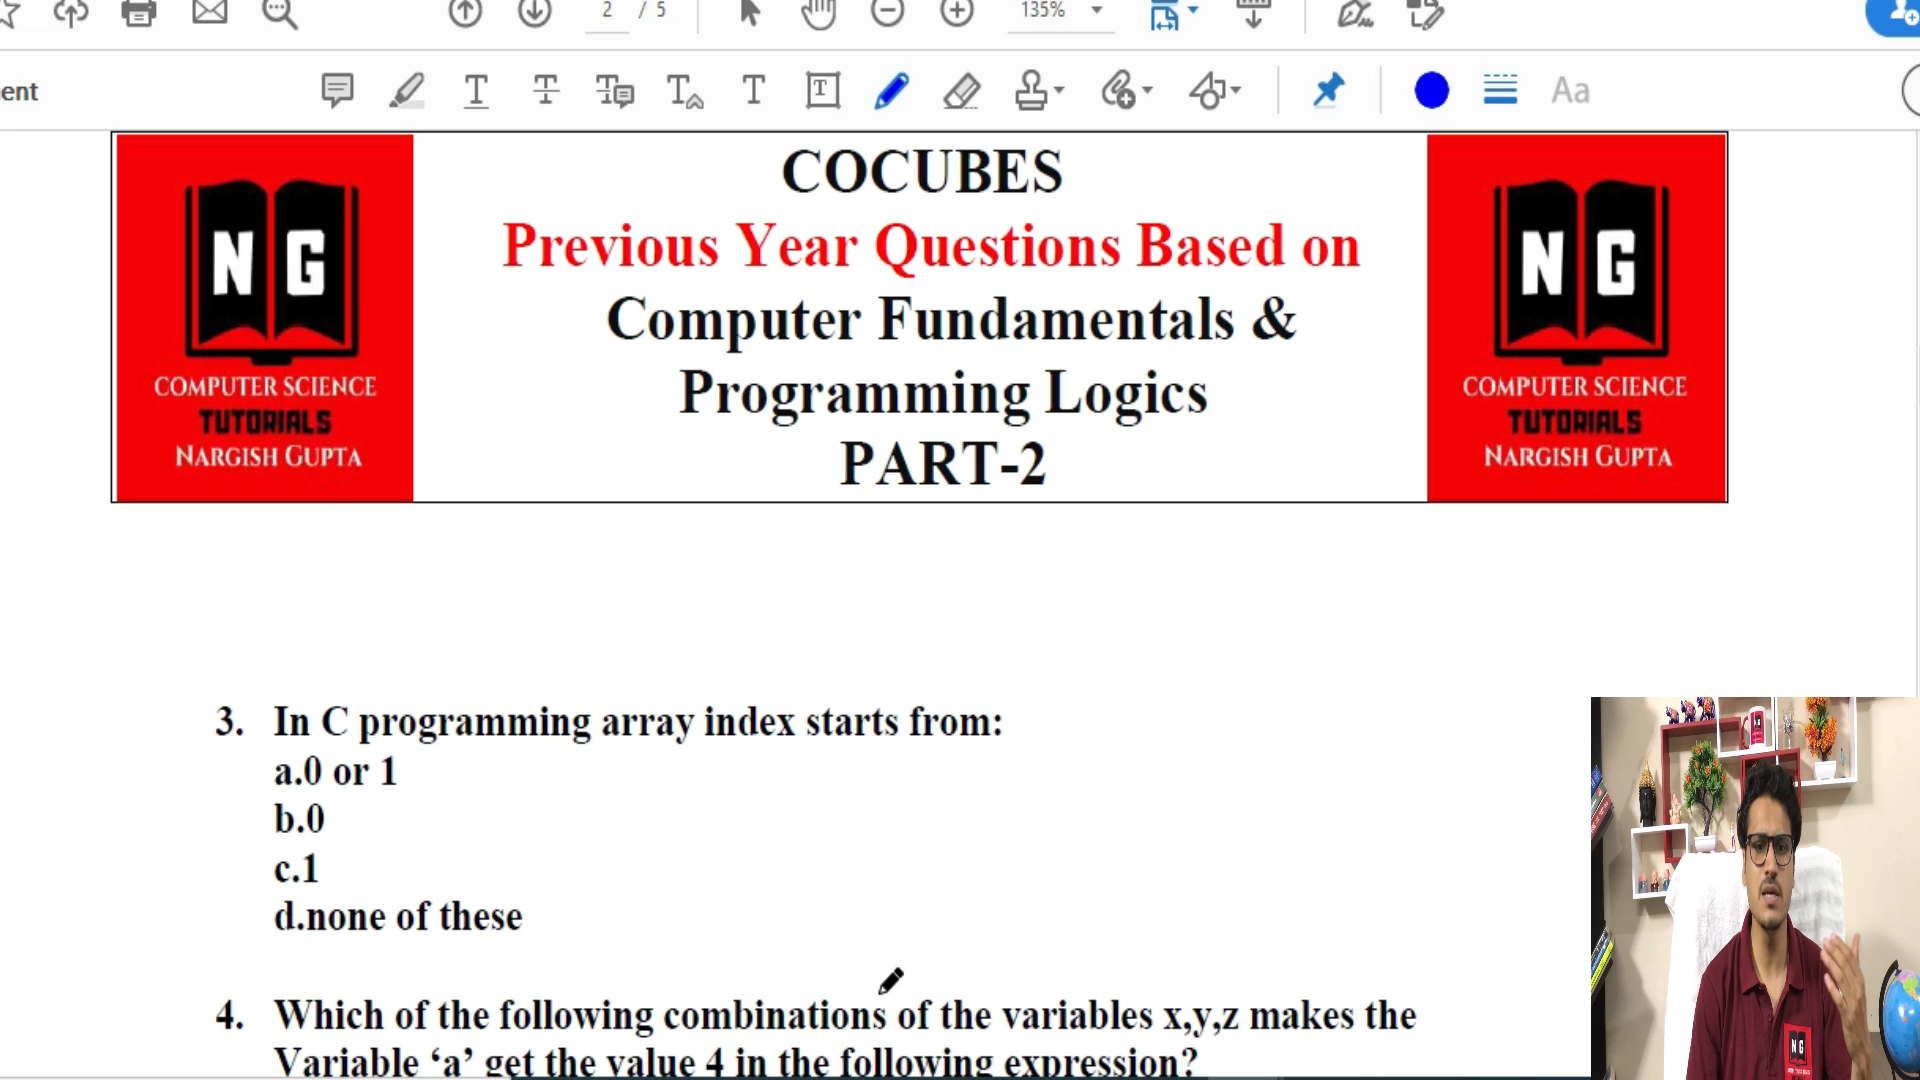 2 / 5
135%
ent
T
T
T
T
T
T
Aa
COCUBES
Previous Year Questions Based on
Computer Fundamentals &
Programming Logics
PART-2
N G
COMPUTER SCIENCE
TUTORIALS
NARGISH GUPTA
N G
COMPUTER SCIENCE
TUTORIALS
NARGISH GUPTA
3. In C programming array index starts from:
a.0 or 1
b.0
c.1
d.none of these
4. Which of the following combinations of the variables x,y,z makes the
Variable ‘a’ get the value 4 in the following expression?
NG